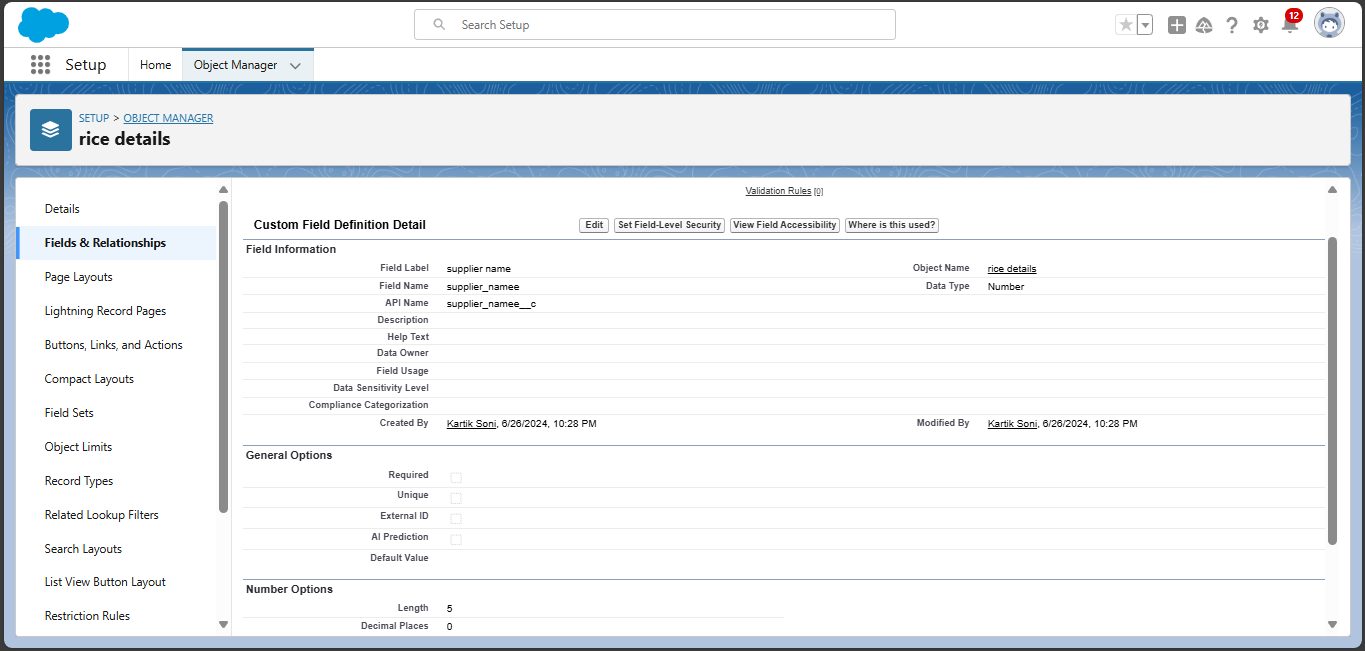 Search Setup
12
Setup
Home
Object Manager
SETUP > OBJECT MANAGER
rice details
Details
Fields & Relationships
Page Layouts
Lightning Record Pages
Buttons, Links, and Actions
Compact Layouts
Field Sets
Object Limits
Record Types
Related Lookup Filters
Search Layouts
List View Button Layout
Restriction Rules
Validation Rules [0]
Custom Field Definition Detail Edit Set Field-Level Security View Field Accessibility Where is this used?
Field Information
Field Label supplier name Object Name rice details
Field Name supplier_namee Data Type Number
API Name supplier_namee__c
Description
Help Text
Data Owner
Field Usage
Data Sensitivity Level
Compliance Categorization
Created By Kartik Soni, 6/26/2024, 10:28 PM Modified By Kartik Soni, 6/26/2024, 10:28 PM
General Options
Required
Unique
External ID
AI Prediction
Default Value
Number Options
Length 5
Decimal Places 0